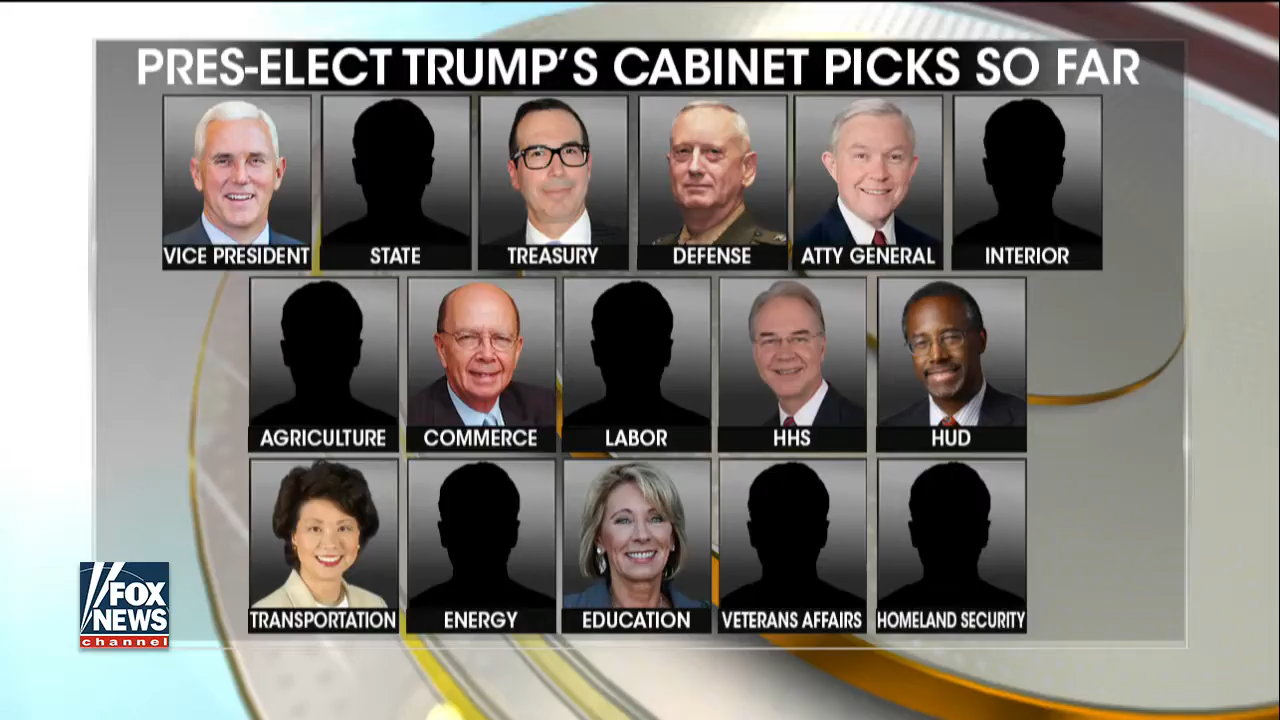 PRES-ELECT TRUMP'S CABINET PICKS SO FAR
VICE PRESIDENT
STATE
TREASURY
DEFENSE
ATTY GENERAL
INTERIOR
AGRICULTURE
COMMERCE
LABOR
HHS
HUD
TRANSPORTATION
ENERGY
EDUCATION
VETERANS AFFAIRS
HOMELAND SECURITY
FOX
NEWS
channel